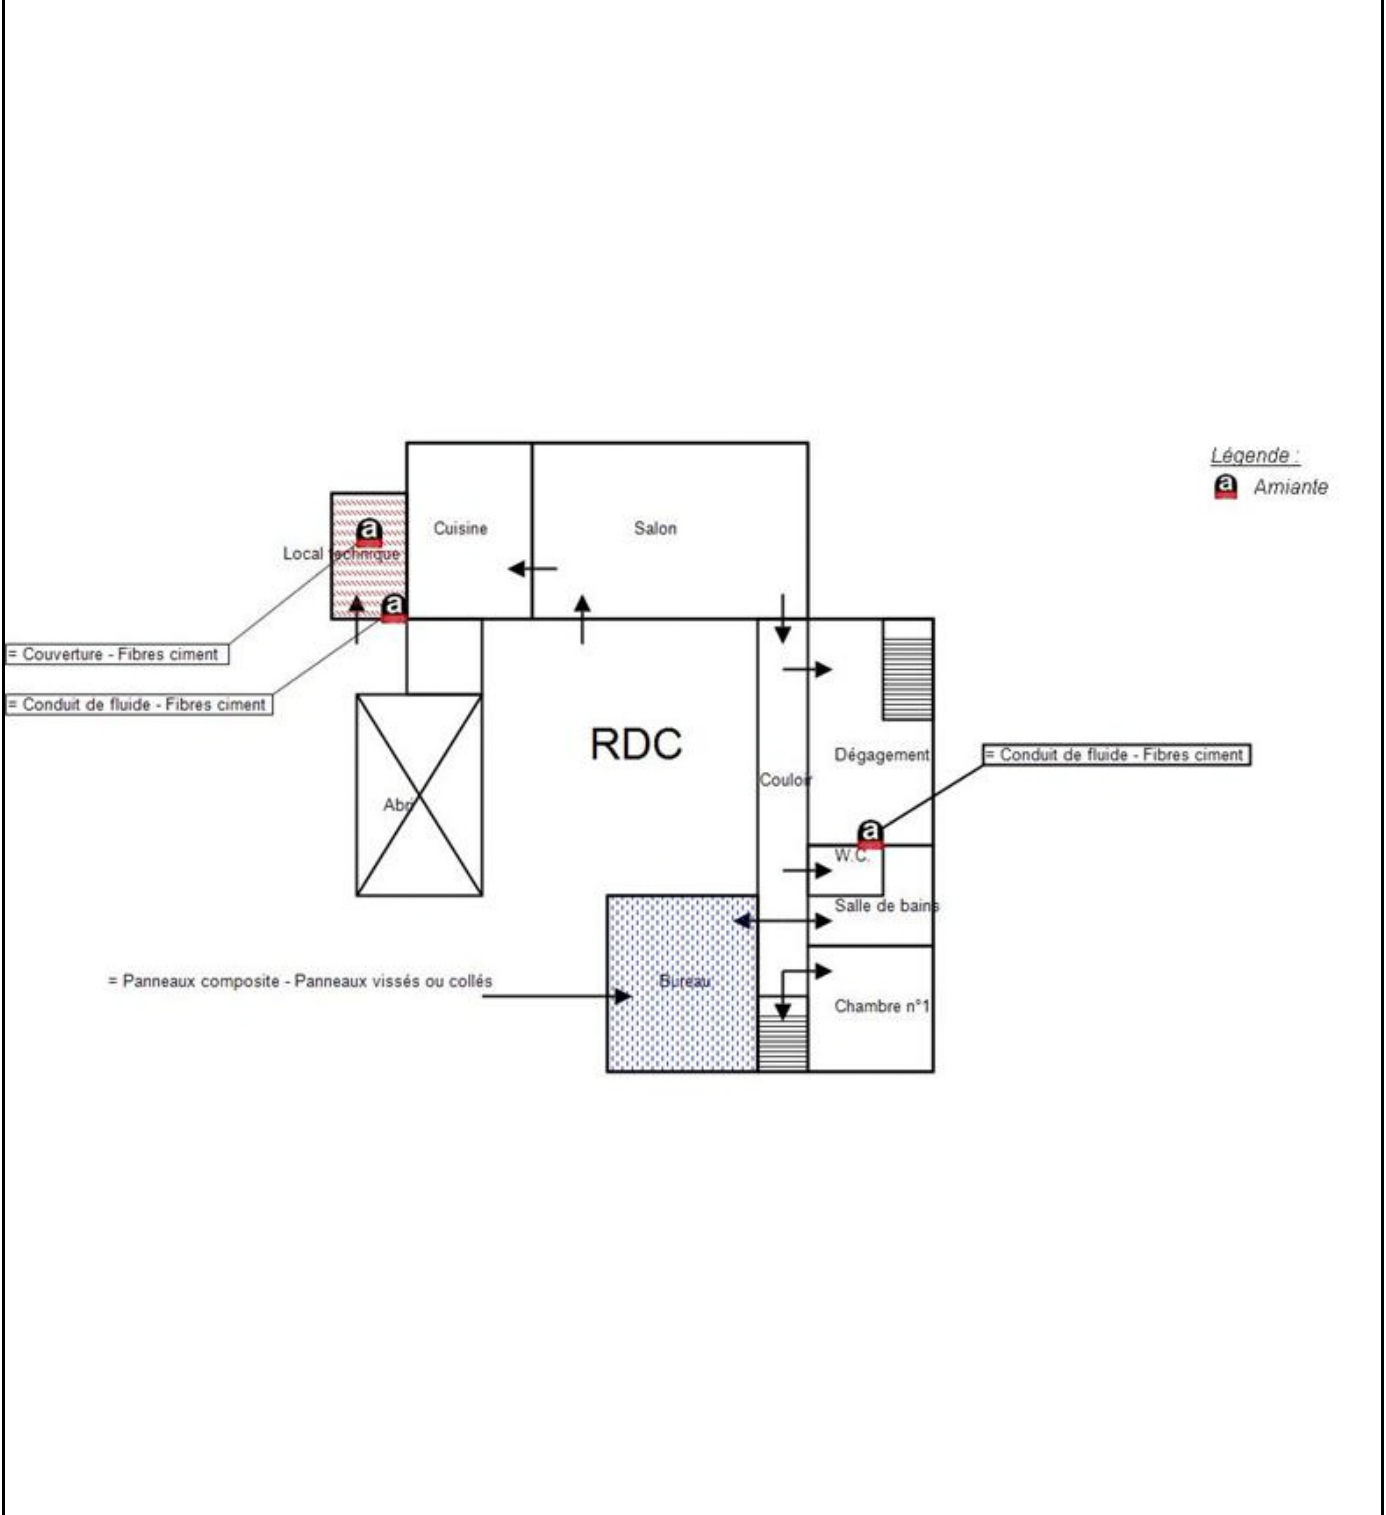 Légende :
a Amiante
Cuisine
Salon
a
Local technique
a
= Couverture - Fibres ciment
= Conduit de fluide - Fibres ciment
RDC
Dégagement
= Conduit de fluide - Fibres ciment
Couloir
Abri
a
W.C.
Salle de bains
= Panneaux composite - Panneaux vissés ou collés
Bureau
Chambre n°1